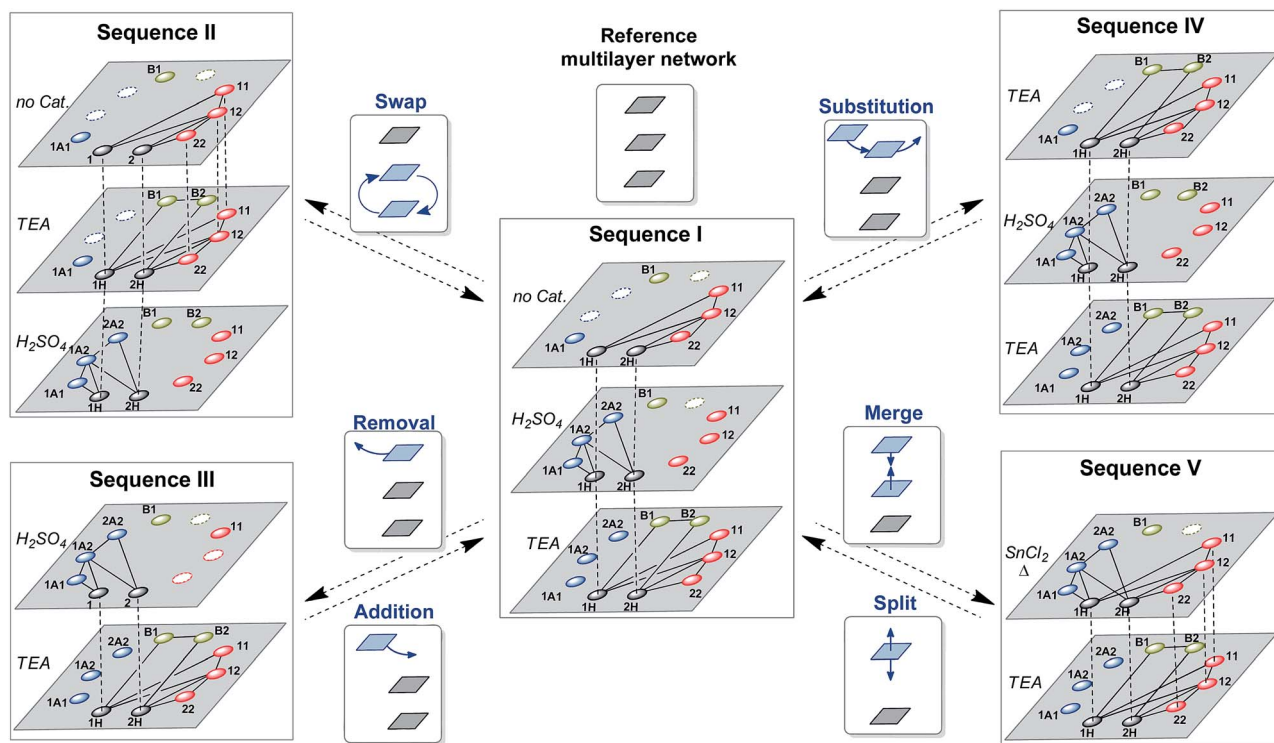 Sequence II
no Cat.
B1
11
12
22
1A1
1
2
TEA
B1
B2
11
12
22
1A1
1H
2H
H2SO4
B1
B2
2A2
11
1A2
12
22
1A1
1H
2H
Swap
Reference
multilayer network
Substitution
Sequence I
no Cat.
B1
11
12
22
1A1
1H
2H
H2SO4
B1
2A2
11
1A2
12
22
1A1
1H
2H
TEA
B1
B2
2A2
11
1A2
12
22
1A1
1H
2H
Sequence IV
TEA
B1
B2
11
12
22
1A1
1H
2H
H2SO4
B1
B2
2A2
11
1A2
12
22
1A1
1H
2H
TEA
B1
B2
2A2
11
1A2
12
22
1A1
1H
2H
Removal
Addition
Merge
Split
Sequence III
H2SO4
B1
2A2
11
1A2
1A1
1
2
TEA
B1
B2
2A2
11
1A2
12
22
1A1
1H
2H
Sequence V
SnCl2
Δ
B1
2A2
11
1A2
12
22
1A1
1H
2H
TEA
B1
B2
2A2
11
1A2
12
22
1A1
1H
2H